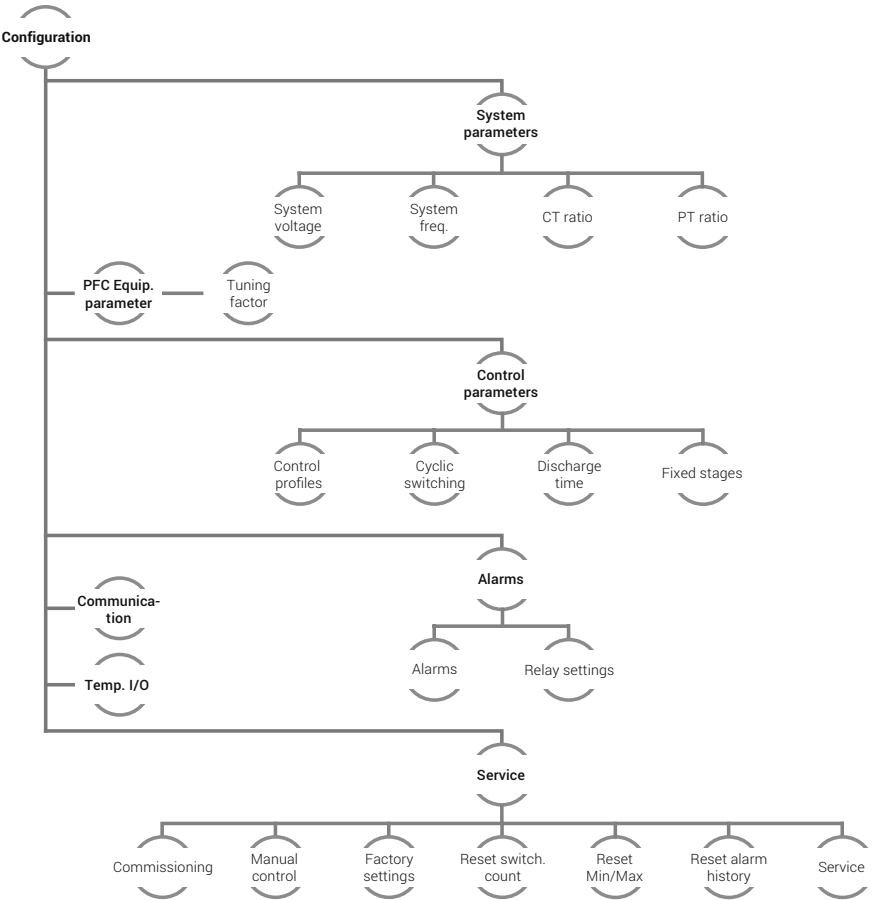 Configuration
System
parameters
System
voltage
System
freq.
CT ratio
PT ratio
PFC Equip.
parameter
Tuning
factor
Control
parameters
Control
profiles
Cyclic
switching
Discharge
time
Fixed stages
Alarms
Communica-
tion
Alarms
Relay settings
Temp. I/O
Service
Commissioning
Manual
control
Factory
settings
Reset switch.
count
Reset
Min/Max
Reset alarm
history
Service